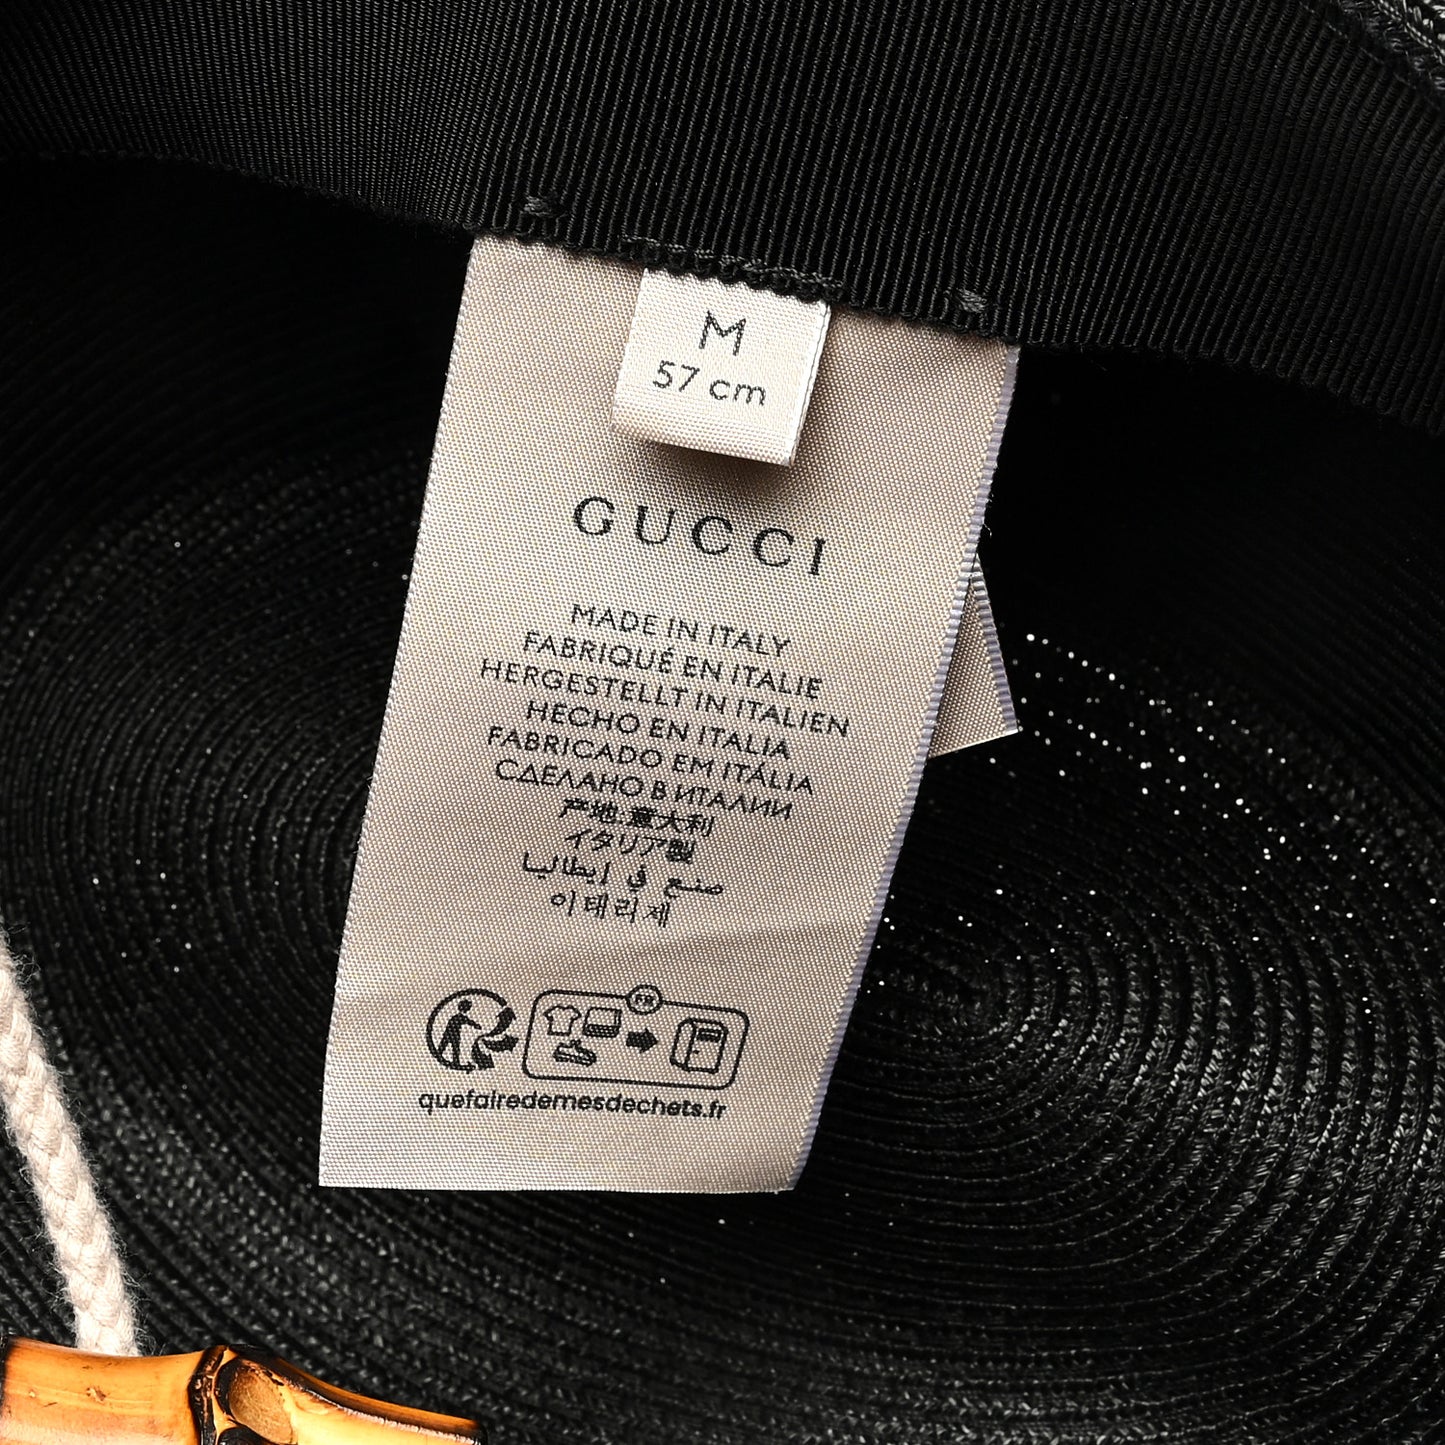 M
57 cm
GUCCI
MADE IN ITALY
FABRIQUÉ EN ITALIE
HERGESTELLT IN ITALIEN
HECHO EN ITALIA
FABRICADO EM ITÁLIA
СДЕЛАНО В ИТАЛИИ
产地:意大利
イタリア製
صنع في إيطاليا
이태리제
FR
quefairedemesdechets.fr